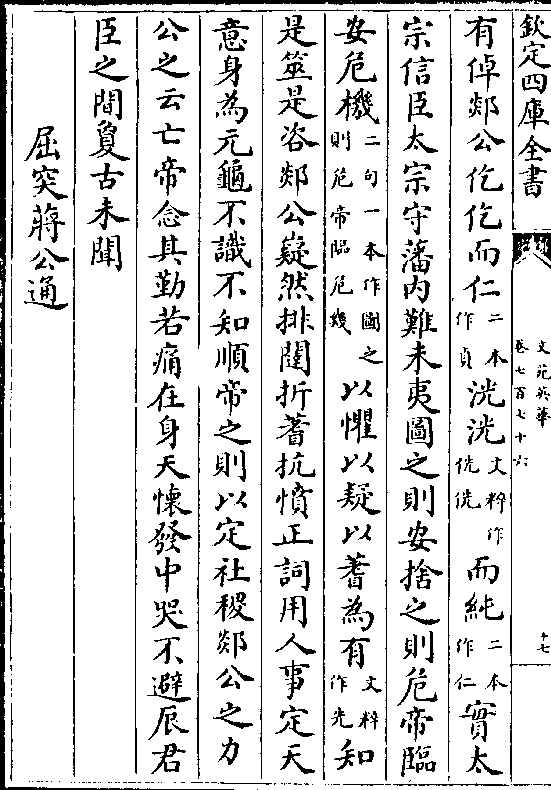 欽定四庫全書
文苑英華
卷七百七十六
十七
有倬郯公仡仡而仁二本作貞洸洸文粹作侊侊而純二本作仁實太
宗信臣太宗守藩内難未夷圖之則安捨之則危帝臨
安危機二句一本作圖之則危帝臨危幾以懼以疑以蓍為有文粹作先知
是筮是咨郯公嶷然排闥折蓍抗憤正詞用人事定天
意身為元龜不識不知順帝之則以定社稷郯公之力
公之云亡帝念其勤若痛在身天懷發中哭不避辰君
臣之間敻古未聞
屈突蔣公通